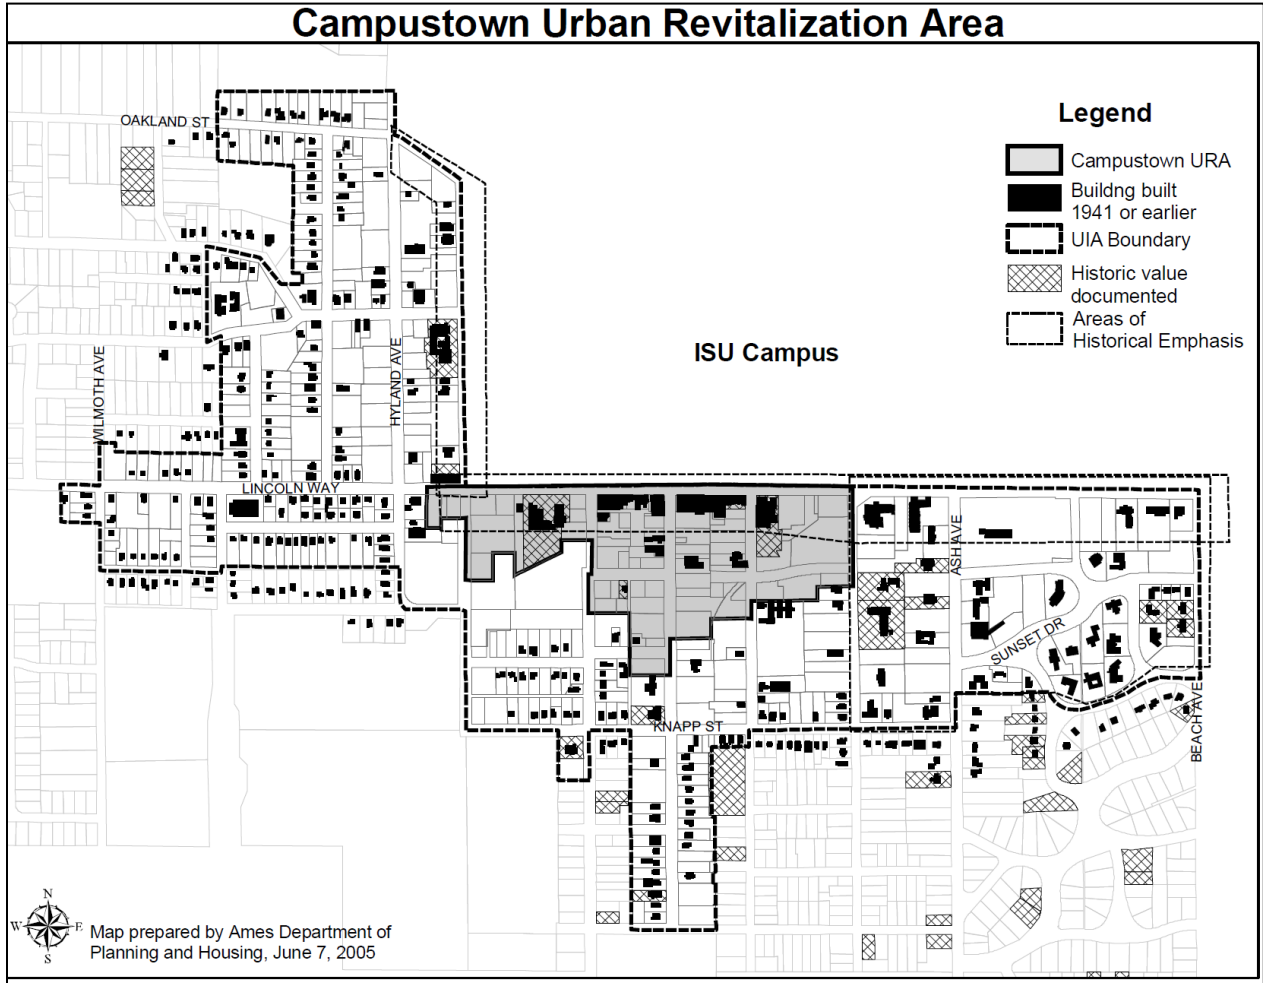 Campustown Urban Revitalization Area
OAKLAND ST
Legend
Campustown URA
Buildng built
1941 or earlier
UIA Boundary
Historic value
documented
Areas of
Historical Emphasis
ISU Campus
WILMOTH AVE
HYLAND AVE
LINCOLN WAY
ASH AVE
SUNSET DR
KNAPP ST
BEACH AVE
N
W
E
S
Map prepared by Ames Department of
Planning and Housing, June 7, 2005